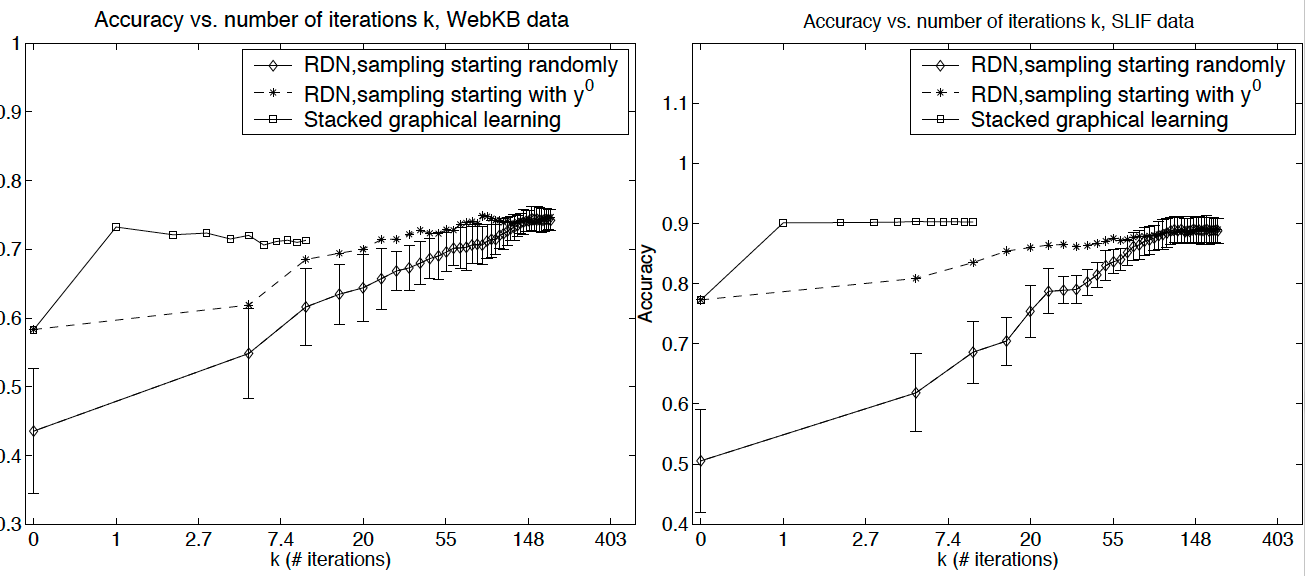 Accuracy vs. number of iterations k, WebKB data
RDN,sampling starting randomly
RDN,sampling starting with y⁰
Stacked graphical learning
1
0.9
0.8
0.7
0.6
0.5
0.4
0.3
0 1 2.7 7.4 20 55 148 403
k (# iterations)
Accuracy vs. number of iterations k, SLIF data
RDN,sampling starting randomly
RDN,sampling starting with y⁰
Stacked graphical learning
Accuracy
1.1
1
0.9
0.8
0.7
0.6
0.5
0.4
0 1 2.7 7.4 20 55 148 403
k (# iterations)